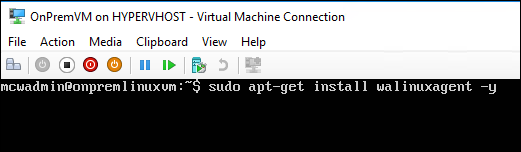 OnPremVM on HYPERVHOST - Virtual Machine Connection
File Action Media Clipboard View Help
mcwadmin@onpremlinuxvm:~$ sudo apt-get install walinuxagent -y